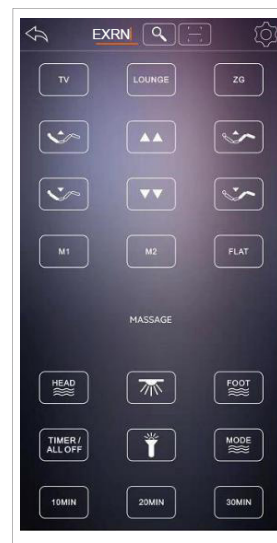 EXRN
TV LOUNGE ZG
M1 M2 FLAT
MASSAGE
HEAD FOOT
TIMER / MODE
ALL OFF
10MIN 20MIN 30MIN